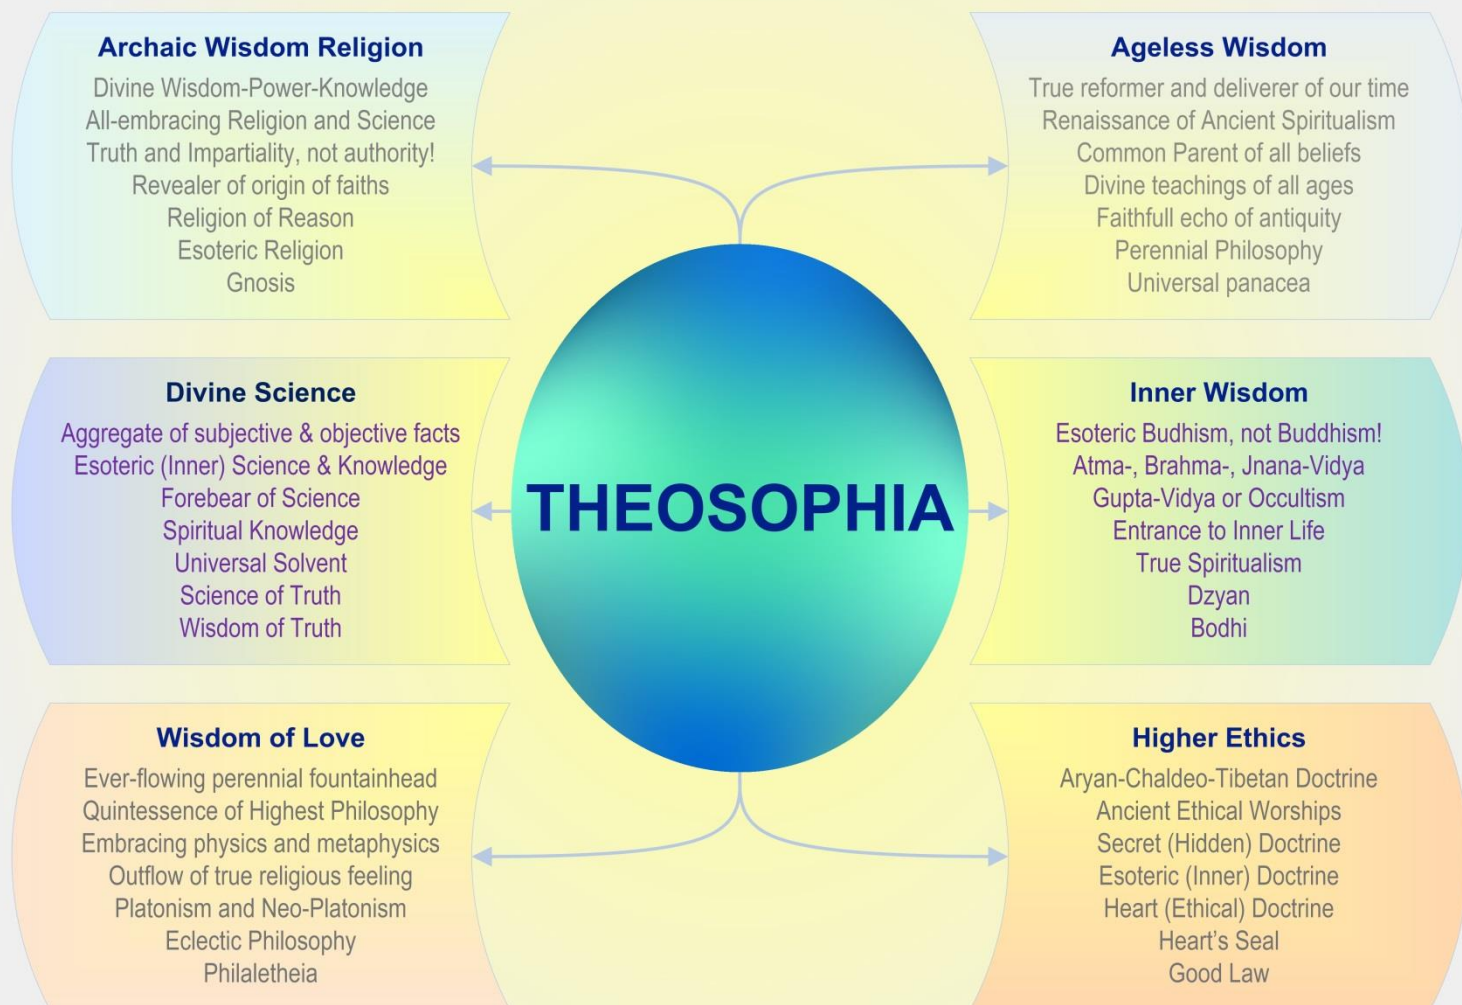 Archaic Wisdom Religion
Divine Wisdom-Power-Knowledge
All-embracing Religion and Science
Truth and Impartiality, not authority!
Revealer of origin of faiths
Religion of Reason
Esoteric Religion
Gnosis
Ageless Wisdom
True reformer and deliverer of our time
Renaissance of Ancient Spiritualism
Common Parent of all beliefs
Divine teachings of all ages
Faithfull echo of antiquity
Perennial Philosophy
Universal panacea
Divine Science
Aggregate of subjective & objective facts
Esoteric (Inner) Science & Knowledge
Forebear of Science
Spiritual Knowledge
Universal Solvent
Science of Truth
Wisdom of Truth
THEOSOPHIA
Inner Wisdom
Esoteric Budhism, not Buddhism!
Atma-, Brahma-, Jnana-Vidya
Gupta-Vidya or Occultism
Entrance to Inner Life
True Spiritualism
Dzyan
Bodhi
Wisdom of Love
Ever-flowing perennial fountainhead
Quintessence of Highest Philosophy
Embracing physics and metaphysics
Outflow of true religious feeling
Platonism and Neo-Platonism
Eclectic Philosophy
Philaletheia
Higher Ethics
Aryan-Chaldeo-Tibetan Doctrine
Ancient Ethical Worships
Secret (Hidden) Doctrine
Esoteric (Inner) Doctrine
Heart (Ethical) Doctrine
Heart's Seal
Good Law